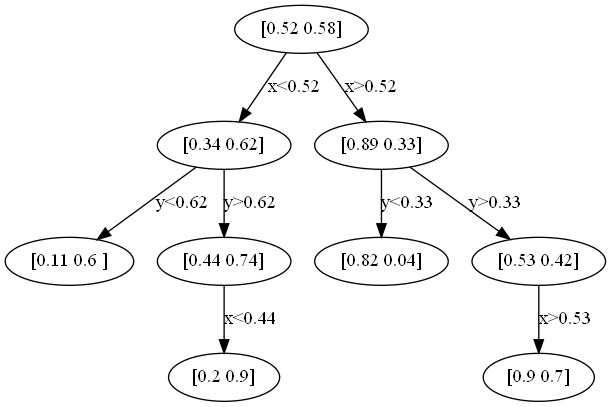 [0.52 0.58]
x<0.52
x>0.52
[0.34 0.62]
[0.89 0.33]
y<0.62
y>0.62
y<0.33
y>0.33
[0.11 0.6 ]
[0.44 0.74]
[0.82 0.04]
[0.53 0.42]
x<0.44
x>0.53
[0.2 0.9]
[0.9 0.7]